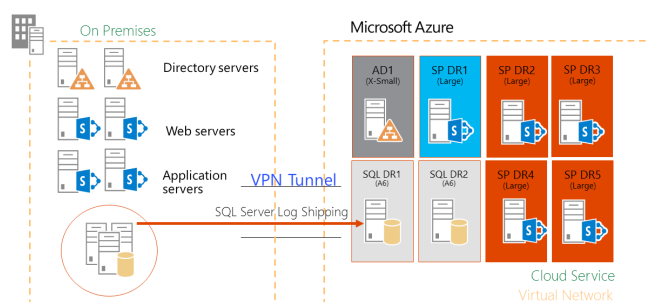 On Premises
Directory servers
Web servers
Application
servers
VPN Tunnel
SQL Server Log Shipping
Microsoft Azure
AD1
(X-Small)
SP DR1
(Large)
SP DR2
(Large)
SP DR3
(Large)
SQL DR1
(A6)
SQL DR2
(A6)
SP DR4
(Large)
SP DR5
(Large)
Cloud Service
Virtual Network